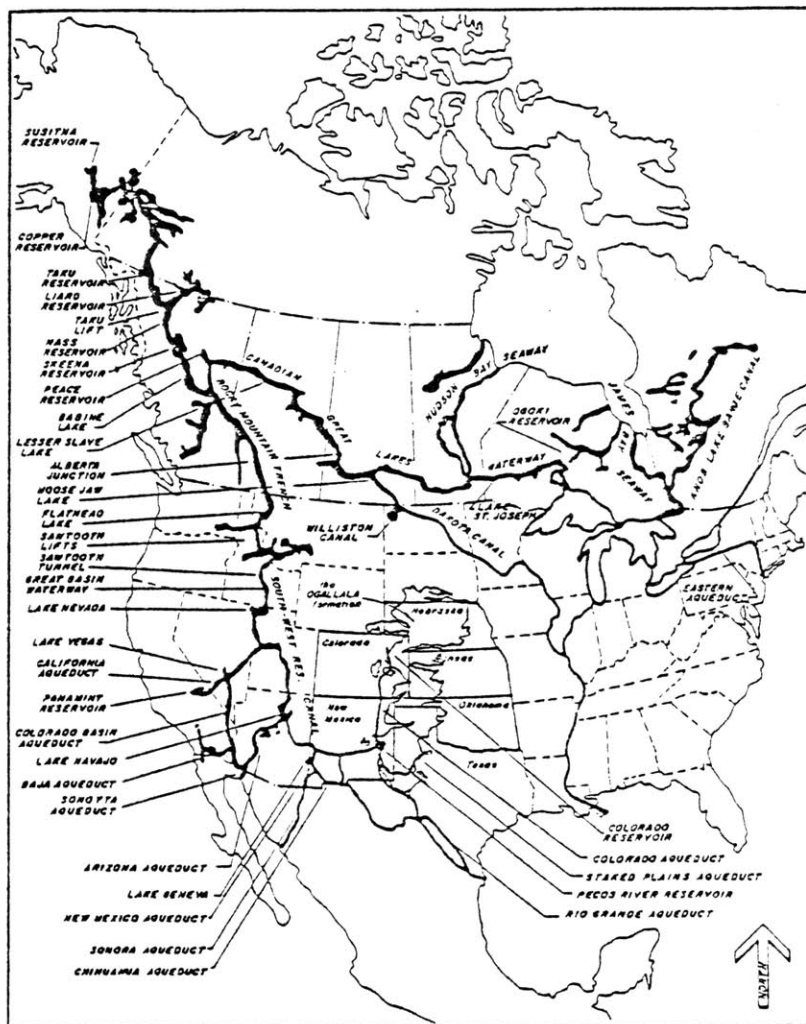 SUSITNA
RESERVOIR
COPPER
RESERVOIR
TAKU
RESERVOIR
LIARD
RESERVOIR
TAKU
LIFT
NASS
RESERVOIR
SKEENA
RESERVOIR
PEACE
RESERVOIR
BABINE
LAKE
LESSER SLAVE
LAKE
ALBERTA
JUNCTION
MOOSE JAW
LAKE
FLATHEAD
LAKE
SAWTOOTH
LIFTS
SAWTOOTH
TUNNEL
GREAT BASIN
WATERWAY
LAKE NEVADA
LAKE VEGAS
CALIFORNIA
AQUEDUCT
PANAMINT
RESERVOIR
COLORADO BASIN
AQUEDUCT
LAKE NAVAJO
BAJA AQUEDUCT
SONOITA
AQUEDUCT
ARIZONA AQUEDUCT
LAKE GENEVA
NEW MEXICO AQUEDUCT
SONORA AQUEDUCT
CHIHUAHUA AQUEDUCT
CANADIAN
GREAT
LAKES
WATERWAY
ROCKY MOUNTAIN TRENCH
HUDSON BAY SEAWAY
OGOKI
RESERVOIR
JAMES
BAY
SEAWAY
KNOB LAKE BARGE CANAL
LAKE
ST. JOSEPH
WILLISTON
CANAL
DAKOTA CANAL
EASTERN
AQUEDUCT
SOUTHWEST RES. CANAL
the
OGALLALA
formation
Nebraska
Colorado
Kansas
New
Mexico
Oklahoma
Texas
COLORADO
RESERVOIR
COLORADO AQUEDUCT
STAKED PLAINS AQUEDUCT
PECOS RIVER RESERVOIR
RIO GRANDE AQUEDUCT
NORTH